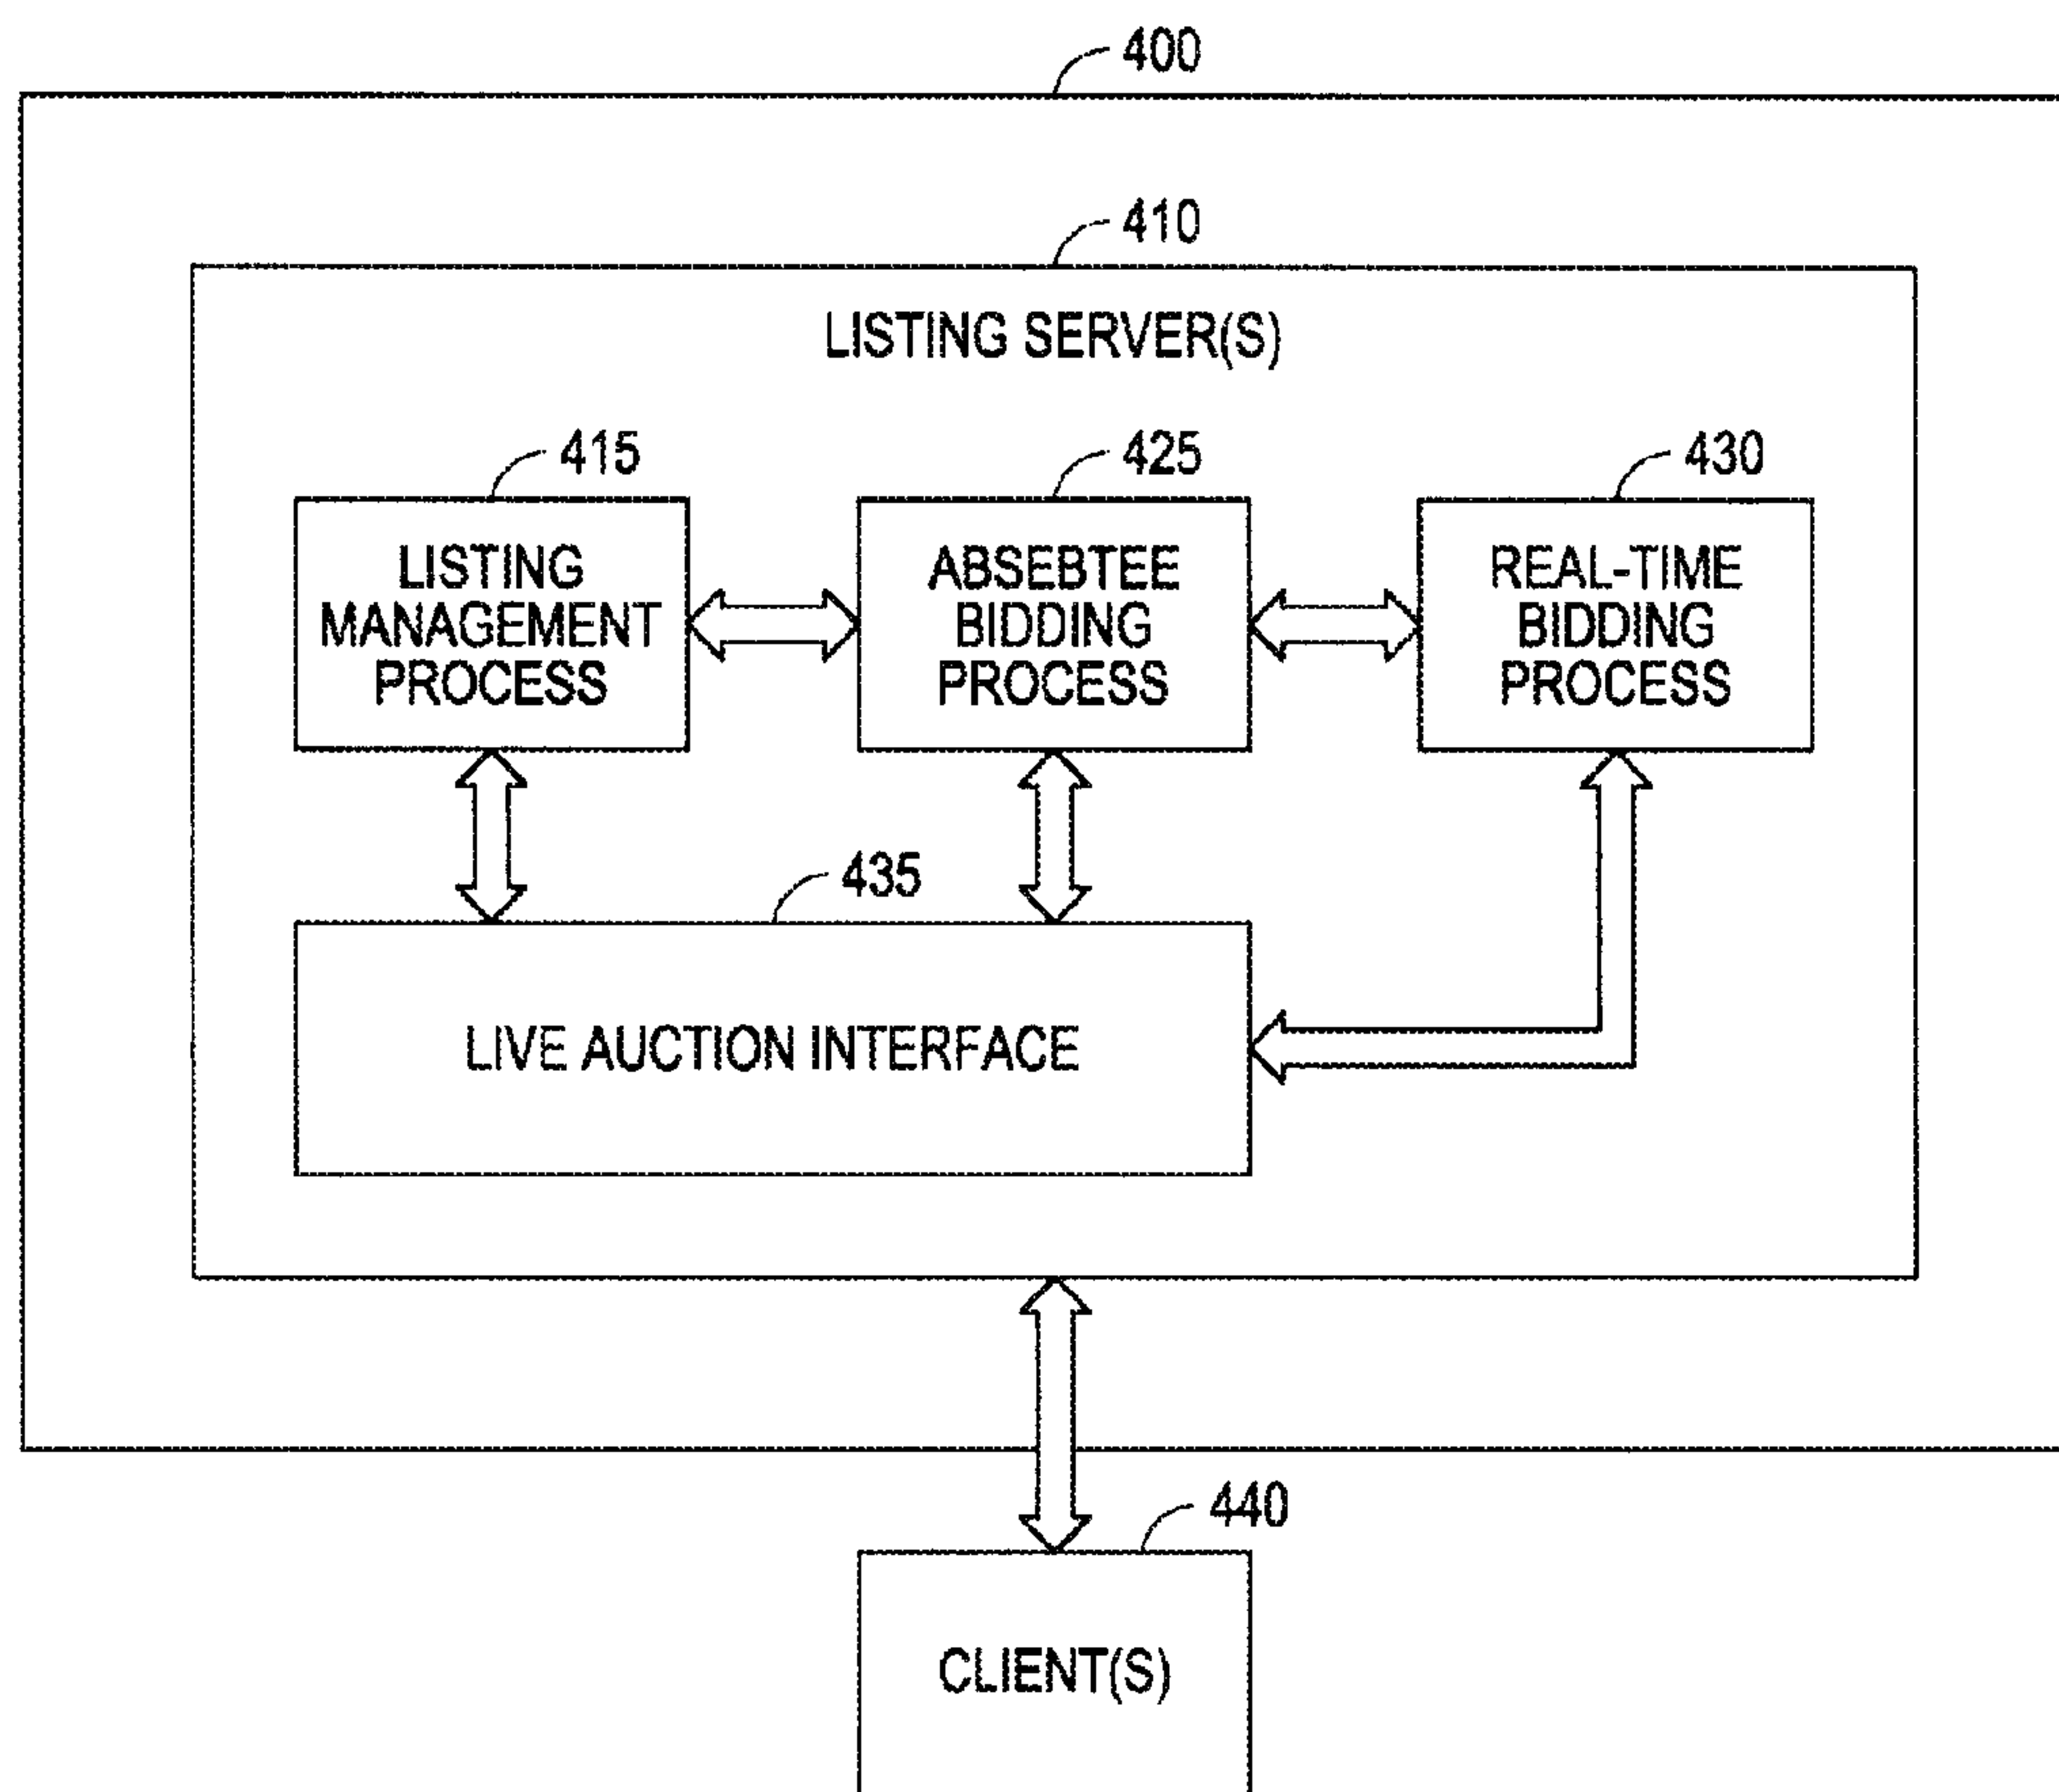 400
410
LISTING SERVER(S)
415
425
430
LISTING
MANAGEMENT
PROCESS
ABSEBTEE
BIDDING
PROCESS
REAL-TIME
BIDDING
PROCESS
435
LIVE AUCTION INTERFACE
440
CLIENT(S)